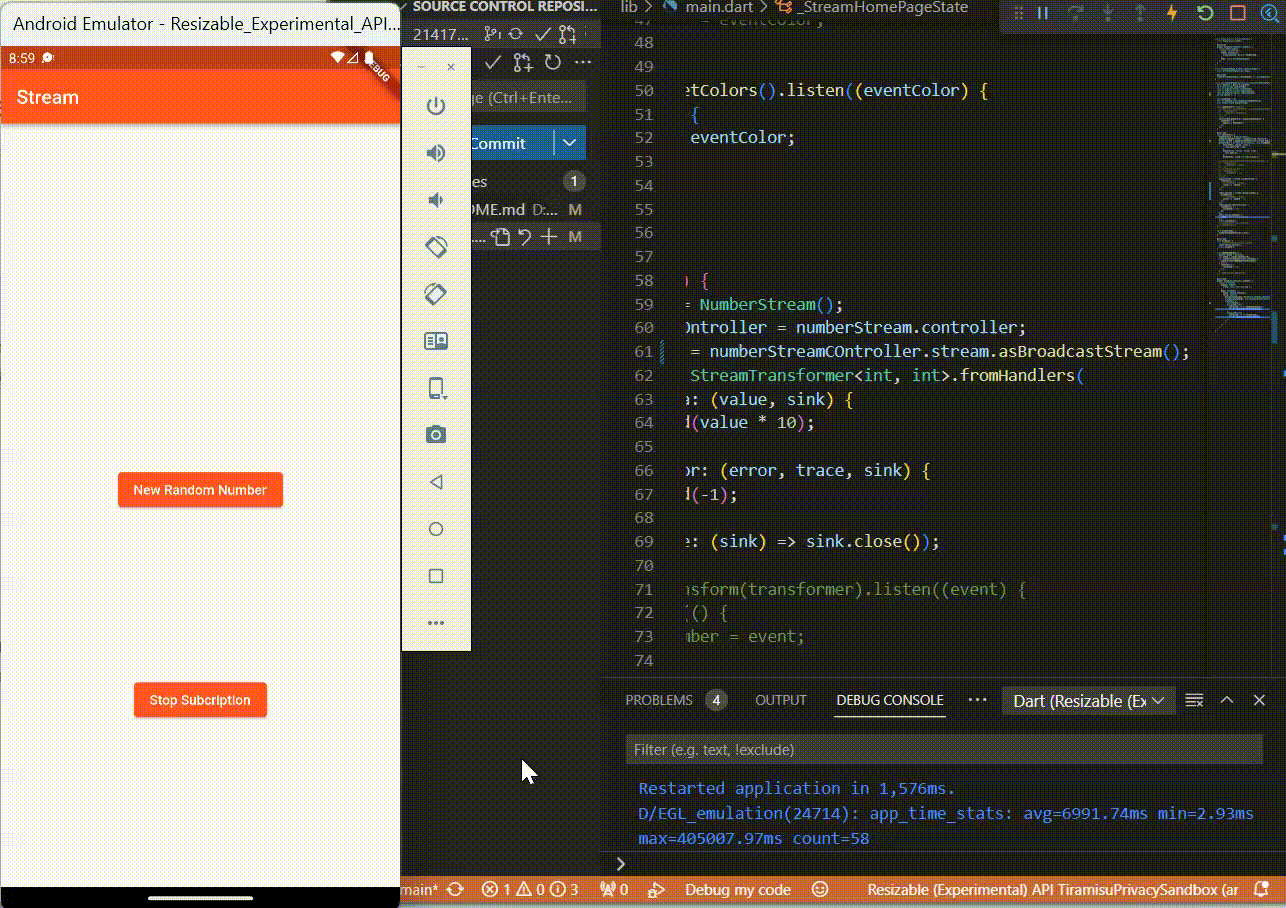 Android Emulator - Resizable_Experimental_API...
8:59
DEBUG
Stream
New Random Number
Stop Subcription
SOURCE CONTROL REPOSI...
21417...
ge (Ctrl+Ente...
Commit
es 1
OME.md D:... M
... M
lib > main.dart > _StreamHomePageState
47 = eventColor;
48
49
50 etColors().listen((eventColor) {
51 {
52 eventColor;
53
54
55
56
57
58 ) {
59 = NumberStream();
60 Ontroller = numberStream.controller;
61 = numberStreamCOntroller.stream.asBroadcastStream();
62 StreamTransformer<int, int>.fromHandlers(
63 a: (value, sink) {
64 d(value * 10);
65
66 or: (error, trace, sink) {
67 d(-1);
68
69 e: (sink) => sink.close());
70
71 nsform(transformer).listen((event) {
72 (() {
73 mber = event;
74
PROBLEMS 4 OUTPUT DEBUG CONSOLE ... Dart (Resizable (Ex
Filter (e.g. text, !exclude)
Restarted application in 1,576ms.
D/EGL_emulation(24714): app_time_stats: avg=6991.74ms min=2.93ms
max=405007.97ms count=58
>
main* 1 0 3 0 Debug my code Resizable (Experimental) API TiramisuPrivacySandbox (ar